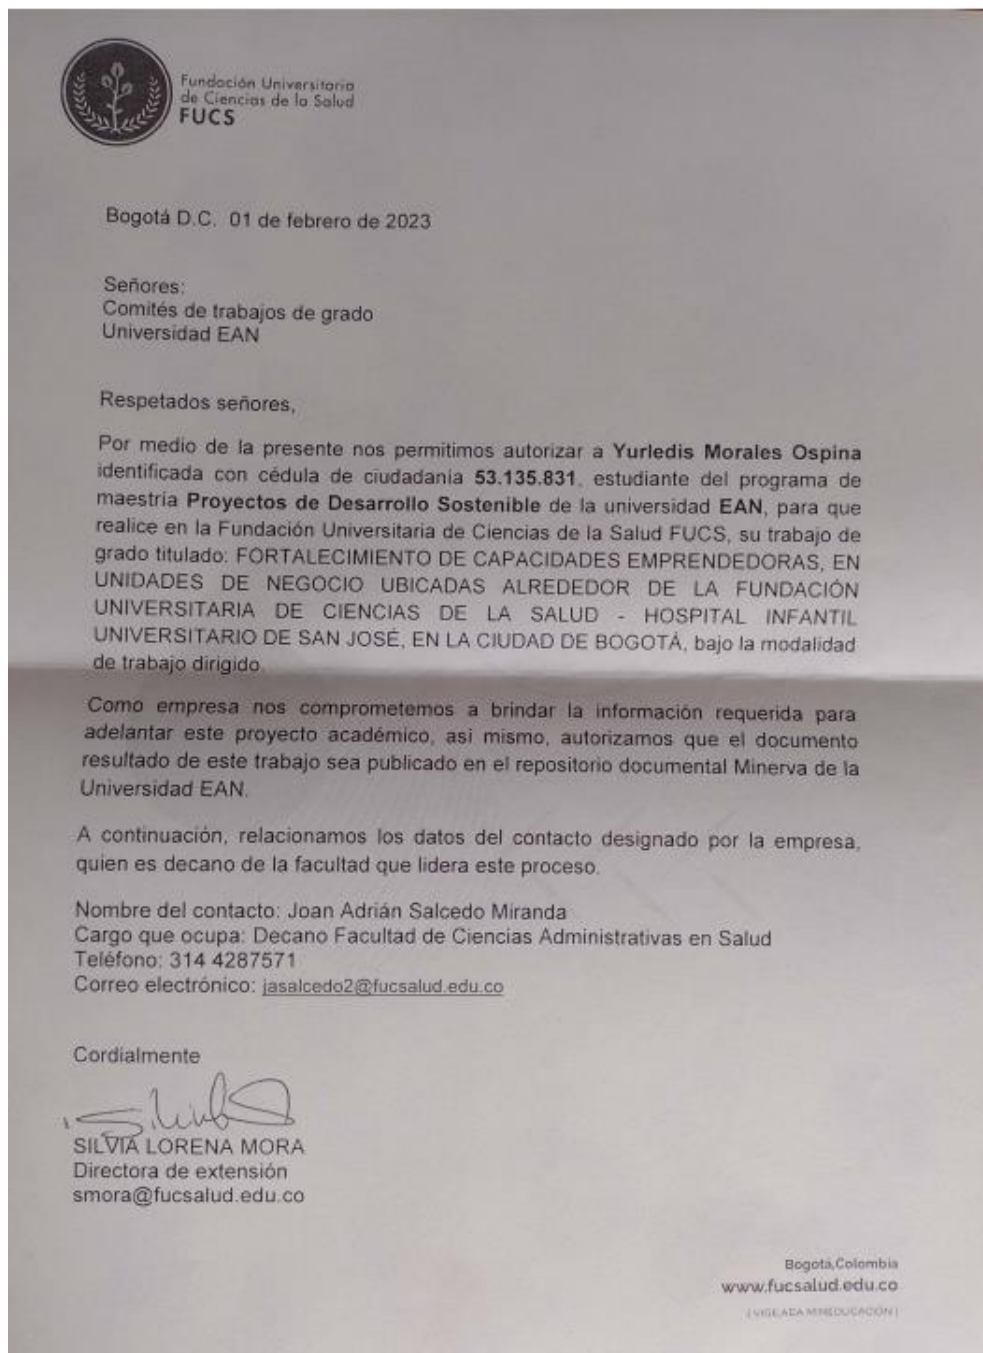 Fundación Universitaria
de Ciencias de la Salud
FUCS
Bogotá D.C.  01 de febrero de 2023
Señores:
Comités de trabajos de grado
Universidad EAN
Respetados señores,
Por medio de la presente nos permitimos autorizar a Yurledis Morales Ospina
identificada con cédula de ciudadanía 53.135.831, estudiante del programa de
maestría Proyectos de Desarrollo Sostenible de la universidad EAN, para que
realice en la Fundación Universitaria de Ciencias de la Salud FUCS, su trabajo de
grado titulado: FORTALECIMIENTO DE CAPACIDADES EMPRENDEDORAS, EN
UNIDADES DE NEGOCIO UBICADAS ALREDEDOR DE LA FUNDACIÓN
UNIVERSITARIA DE CIENCIAS DE LA SALUD - HOSPITAL INFANTIL
UNIVERSITARIO DE SAN JOSÉ, EN LA CIUDAD DE BOGOTÁ, bajo la modalidad
de trabajo dirigido.
Como empresa nos comprometemos a brindar la información requerida para
adelantar este proyecto académico, así mismo, autorizamos que el documento
resultado de este trabajo sea publicado en el repositorio documental Minerva de la
Universidad EAN.
A continuación, relacionamos los datos del contacto designado por la empresa,
quien es decano de la facultad que lidera este proceso.
Nombre del contacto: Joan Adrián Salcedo Miranda
Cargo que ocupa: Decano Facultad de Ciencias Administrativas en Salud
Teléfono: 314 4287571
Correo electrónico: jasalcedo2@fucsalud.edu.co
Cordialmente
SILVIA LORENA MORA
Directora de extensión
smora@fucsalud.edu.co
Bogotá,Colombia
www.fucsalud.edu.co
( VIGILADA MINEDUCACIÓN )